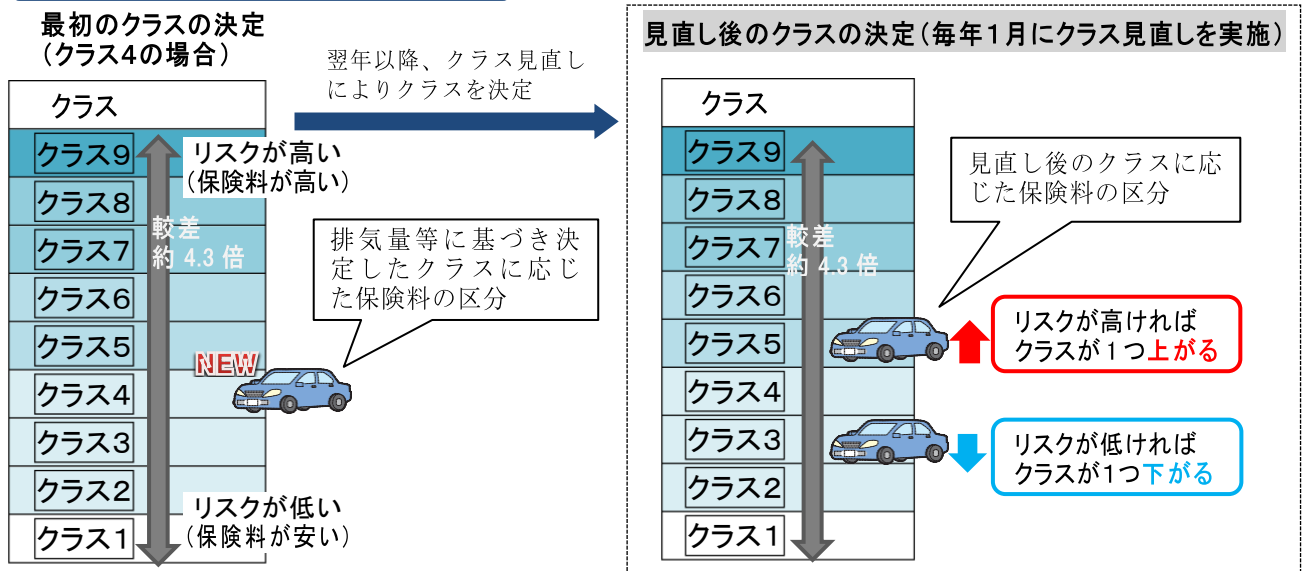 最初のクラスの決定
(クラス4の場合)
クラス
クラス9
クラス8
クラス7
クラス6
クラス5
クラス4
クラス3
クラス2
クラス1
リスクが高い
(保険料が高い)
較差
約4.3倍
NEW
リスクが低い
(保険料が安い)
排気量等に基づき決
定したクラスに応じ
た保険料の区分
翌年以降、クラス見直し
によりクラスを決定
見直し後のクラスの決定(毎年1月にクラス見直しを実施)
クラス
クラス9
クラス8
クラス7
クラス6
クラス5
クラス4
クラス3
クラス2
クラス1
較差
約4.3倍
見直し後のクラスに応
じた保険料の区分
リスクが高ければ
クラスが1つ上がる
リスクが低ければ
クラスが1つ下がる